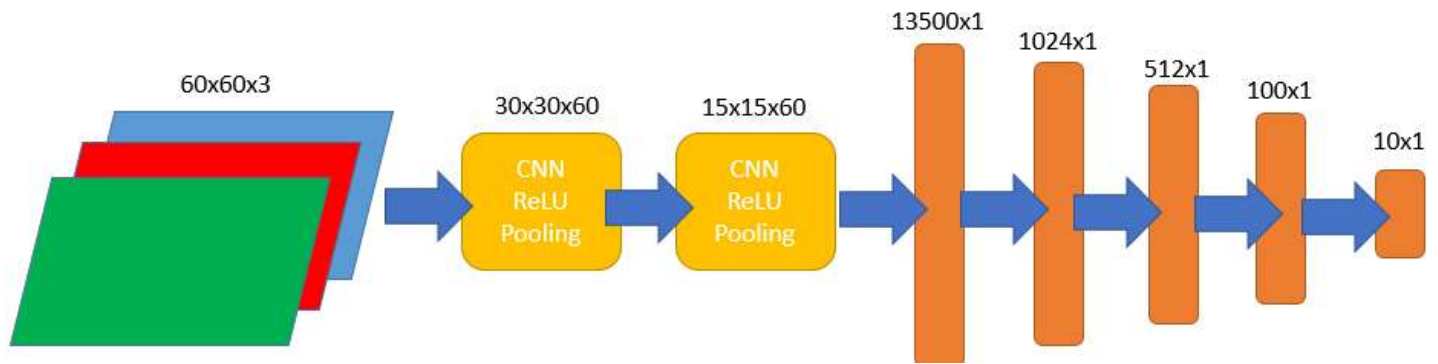 60x60x3
30x30x60
CNN
ReLU
Pooling
15x15x60
CNN
ReLU
Pooling
13500x1
1024x1
512x1
100x1
10x1